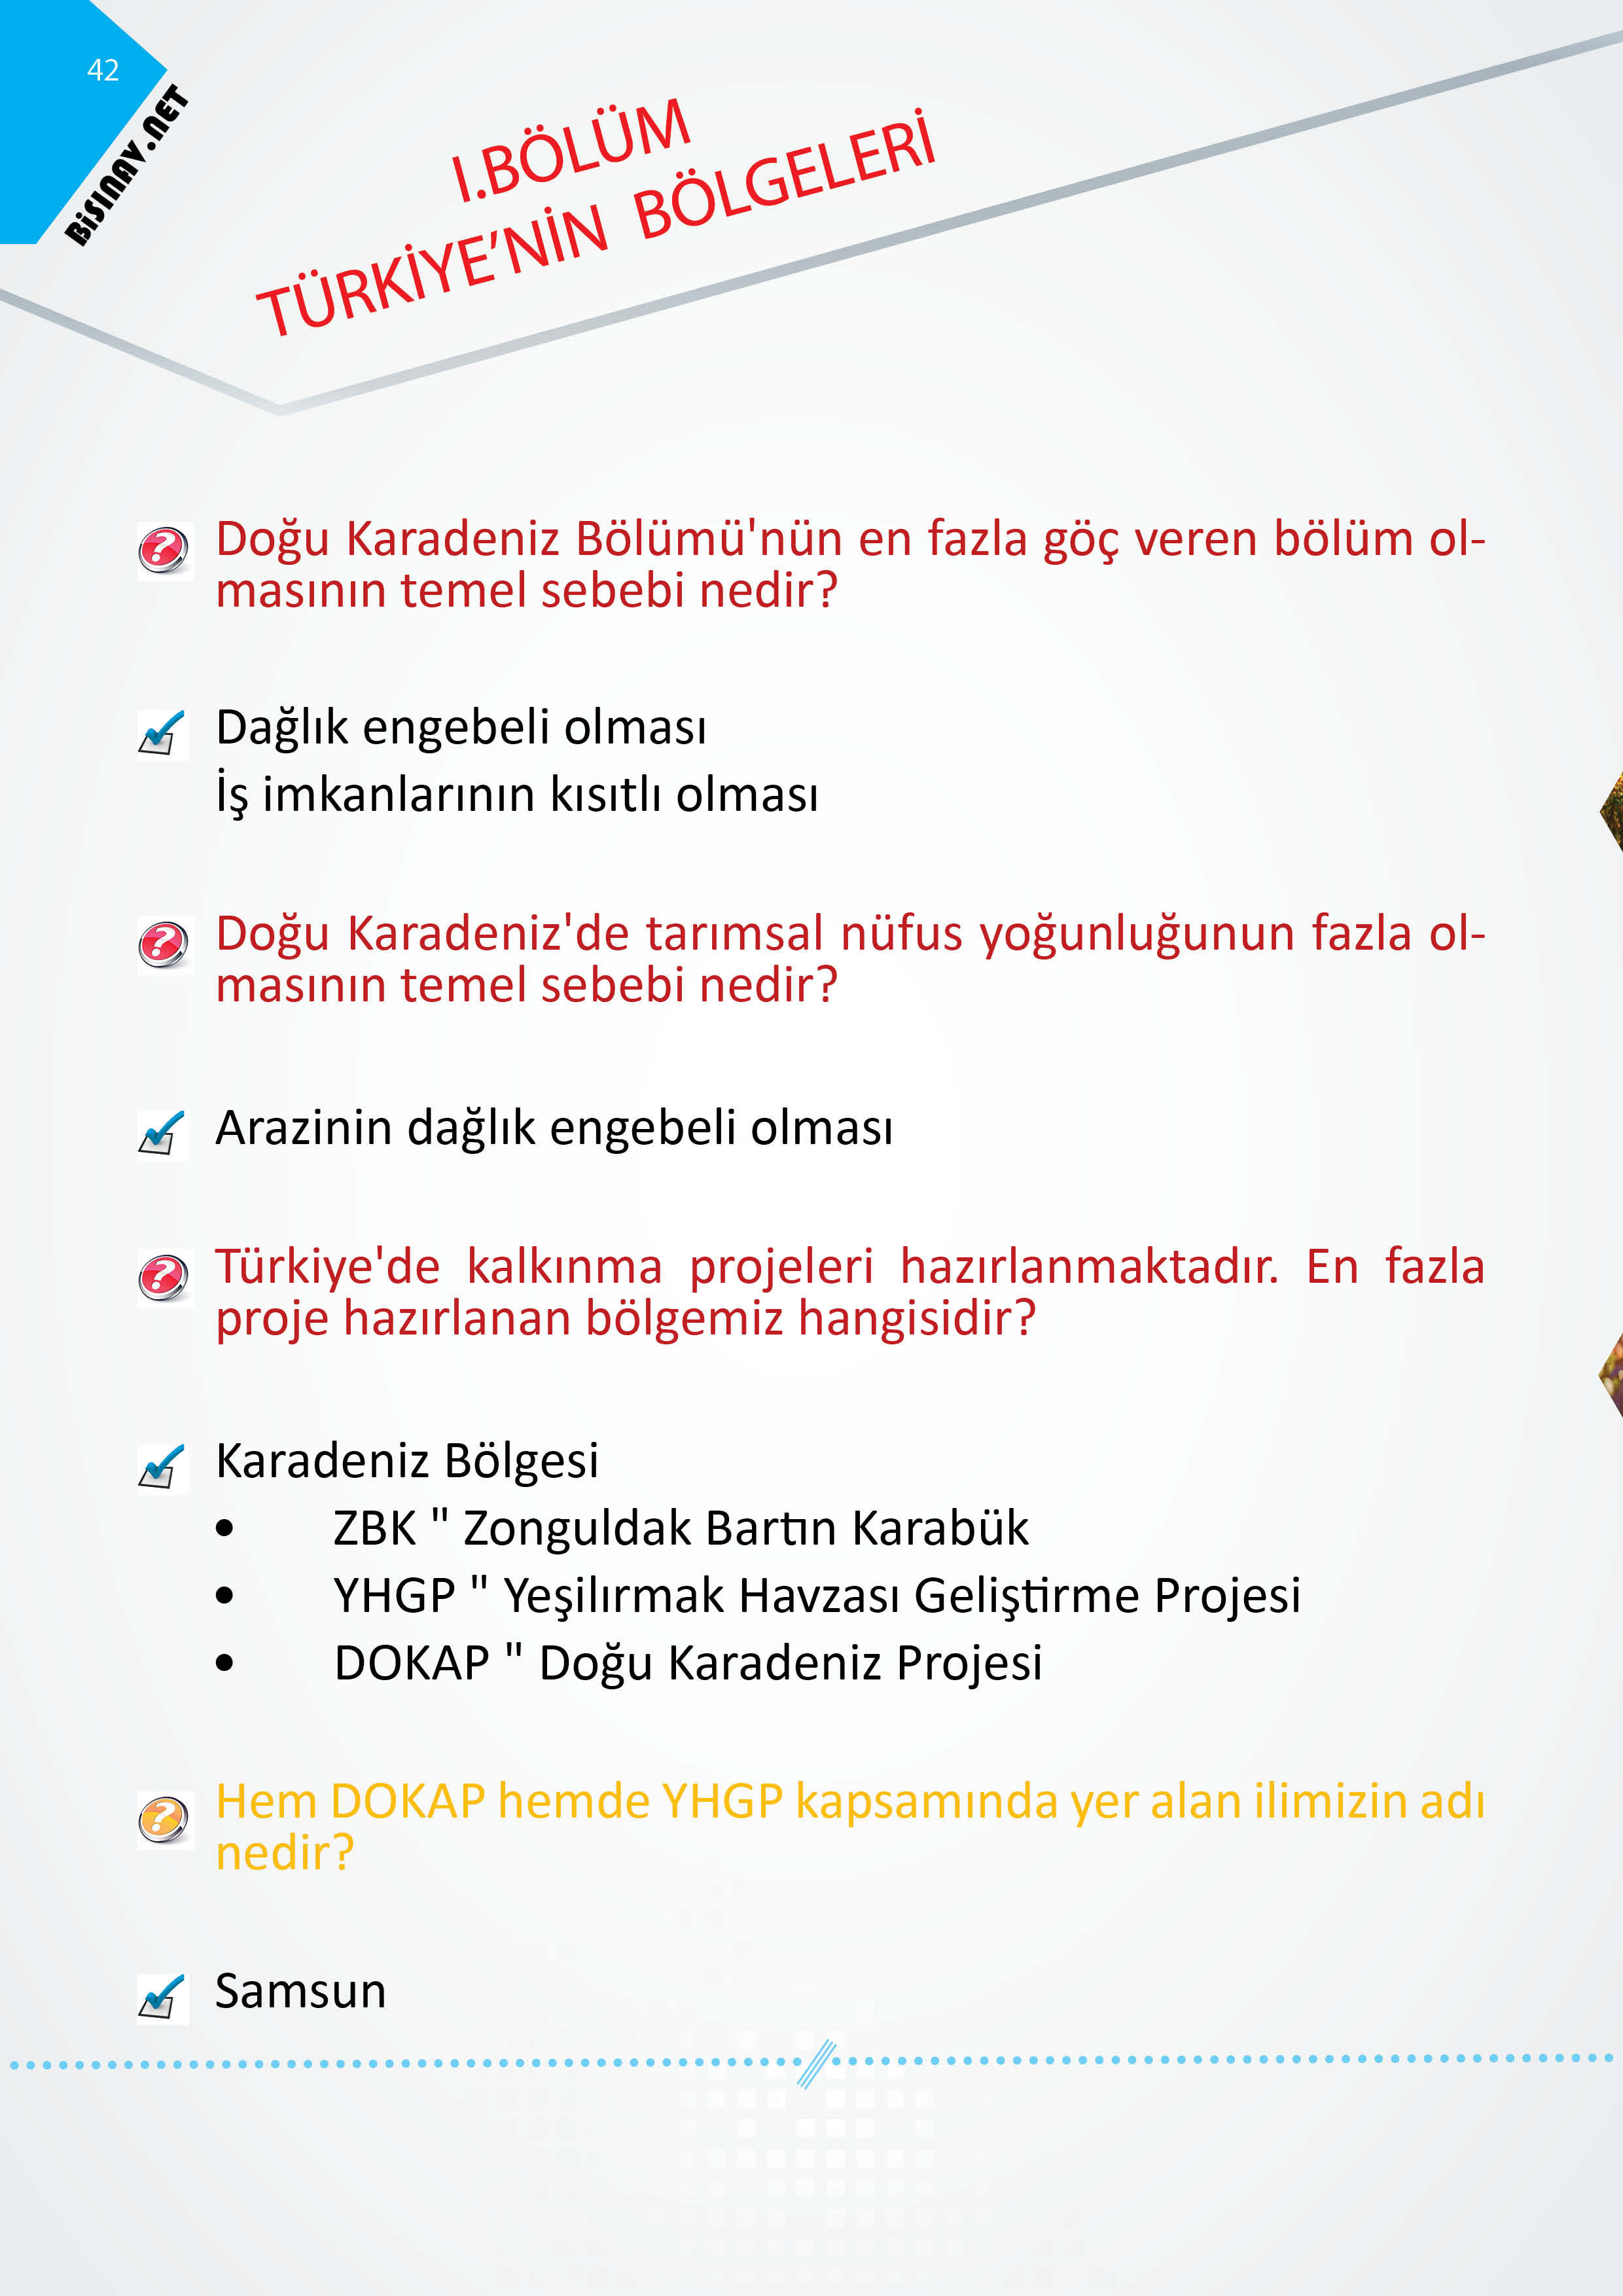 42
BiSINAV.NET
I.BÖLÜM
TÜRKİYE'NİN BÖLGELERİ
Doğu Karadeniz Bölümü'nün en fazla göç veren bölüm ol-
masının temel sebebi nedir?
Dağlık engebeli olması
İş imkanlarının kısıtlı olması
Doğu Karadeniz'de tarımsal nüfus yoğunluğunun fazla ol-
masının temel sebebi nedir?
Arazinin dağlık engebeli olması
Türkiye'de kalkınma projeleri hazırlanmaktadır. En fazla
proje hazırlanan bölgemiz hangisidir?
Karadeniz Bölgesi
• ZBK " Zonguldak Bartın Karabük
• YHGP " Yeşilırmak Havzası Geliştirme Projesi
• DOKAP " Doğu Karadeniz Projesi
Hem DOKAP hemde YHGP kapsamında yer alan ilimizin adı
nedir?
Samsun